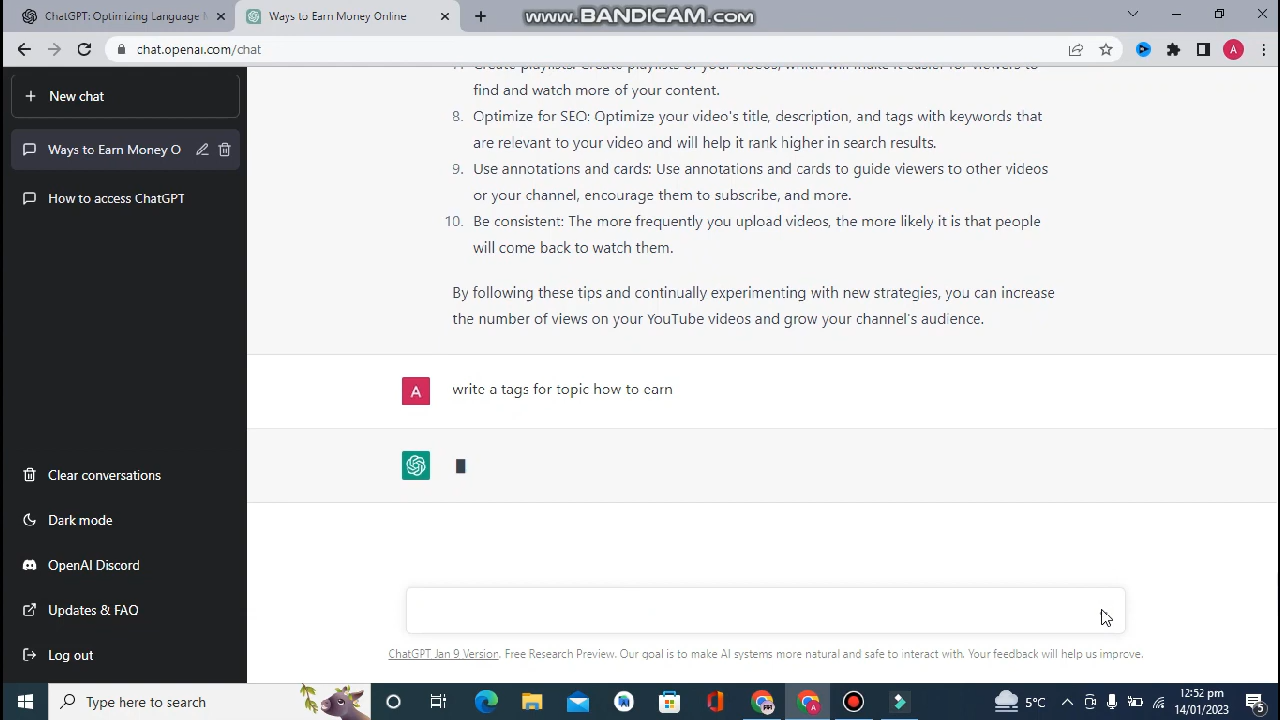 ChatGPT: Optimizing Language M
Ways to Earn Money Online
www.BANDICAM.com
chat.openai.com/chat
A
New chat
Ways to Earn Money O
How to access ChatGPT
Clear conversations
Dark mode
OpenAI Discord
Updates & FAQ
Log out
find and watch more of your content.
8. Optimize for SEO: Optimize your video's title, description, and tags with keywords that
are relevant to your video and will help it rank higher in search results.
9. Use annotations and cards: Use annotations and cards to guide viewers to other videos
or your channel, encourage them to subscribe, and more.
10. Be consistent: The more frequently you upload videos, the more likely it is that people
will come back to watch them.
By following these tips and continually experimenting with new strategies, you can increase
the number of views on your YouTube videos and grow your channel's audience.
A
write a tags for topic how to earn
ChatGPT Jan 9 Version. Free Research Preview. Our goal is to make AI systems more natural and safe to interact with. Your feedback will help us improve.
Type here to search
5°C
12:52 pm
14/01/2023
5